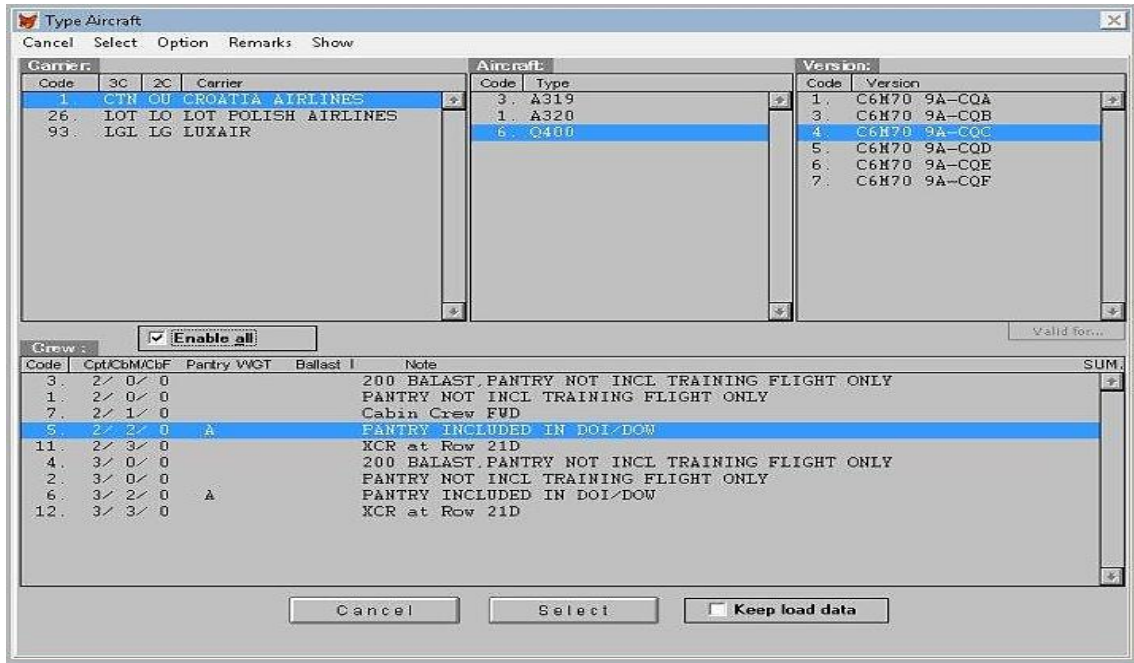 Type Aircraft
Cancel Select Option Remarks Show
Carrier:
Code 3C 2C Carrier
1. CTN OU CROATIA AIRLINES
26. LOT LO LOT POLISH AIRLINES
93. LGL LG LUXAIR
Aircraft:
Code Type
3. A319
1. A320
6. Q400
Version:
Code Version
1. C6M70 9A-CQA
3. C6M70 9A-CQB
4. C6M70 9A-CQC
5. C6M70 9A-CQD
6. C6M70 9A-CQE
7. C6M70 9A-CQF
Enable all
Valid for...
Crew :
Code Cpt/CbM/CbF Pantry WGT Ballast I Note SUM.
3. 2/ 0/ 0 200 BALAST,PANTRY NOT INCL TRAINING FLIGHT ONLY
1. 2/ 0/ 0 PANTRY NOT INCL TRAINING FLIGHT ONLY
7. 2/ 1/ 0 Cabin Crew FWD
5. 2/ 2/ 0 A PANTRY INCLUDED IN DOI/DOW
11. 2/ 3/ 0 XCR at Row 21D
4. 3/ 0/ 0 200 BALAST,PANTRY NOT INCL TRAINING FLIGHT ONLY
2. 3/ 0/ 0 PANTRY NOT INCL TRAINING FLIGHT ONLY
6. 3/ 2/ 0 A PANTRY INCLUDED IN DOI/DOW
12. 3/ 3/ 0 XCR at Row 21D
Cancel Select Keep load data